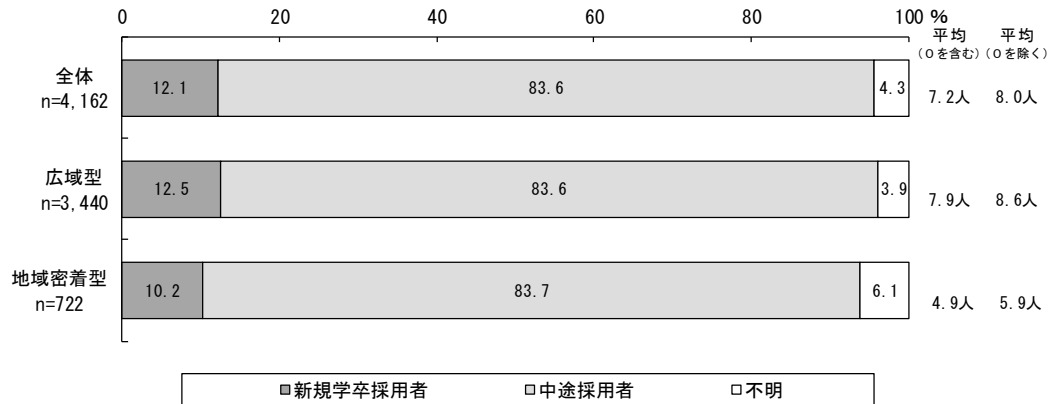 0 20 40 60 80 100 %
平均 平均
(0を含む) (0を除く)
全体
n=4,162
12.1 83.6 4.3 7.2人 8.0人
広域型
n=3,440
12.5 83.6 3.9 7.9人 8.6人
地域密着型
n=722
10.2 83.7 6.1 4.9人 5.9人
■新規学卒採用者 □中途採用者 □不明